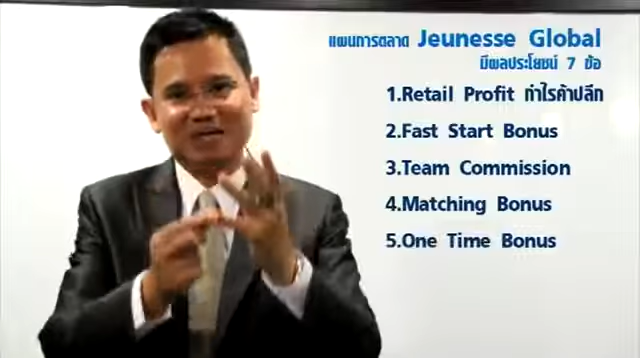 แผนการตลาด Jeunesse Global
มีผลประโยชน์ 7 ข้อ
1.Retail Profit กำไรค้าปลีก
2.Fast Start Bonus
3.Team Commission
4.Matching Bonus
5.One Time Bonus